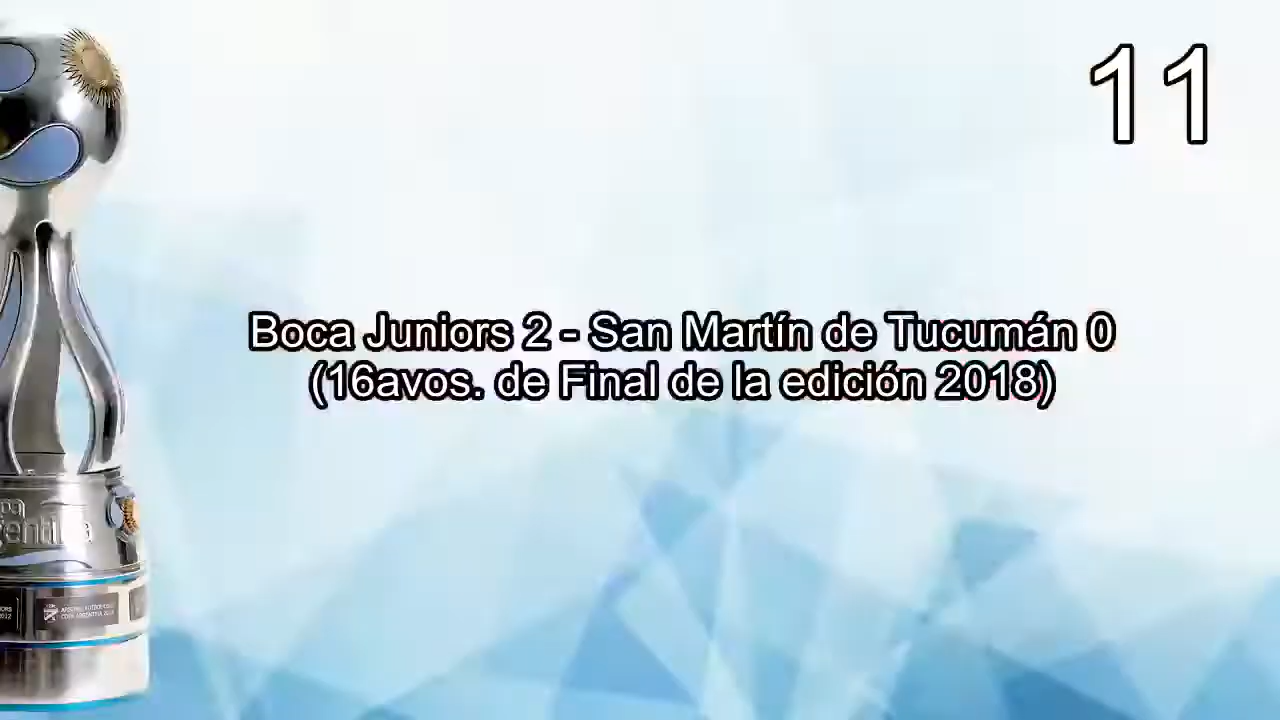 11
Boca Juniors 2 - San Martín de Tucumán 0
(16avos. de Final de la edición 2018)